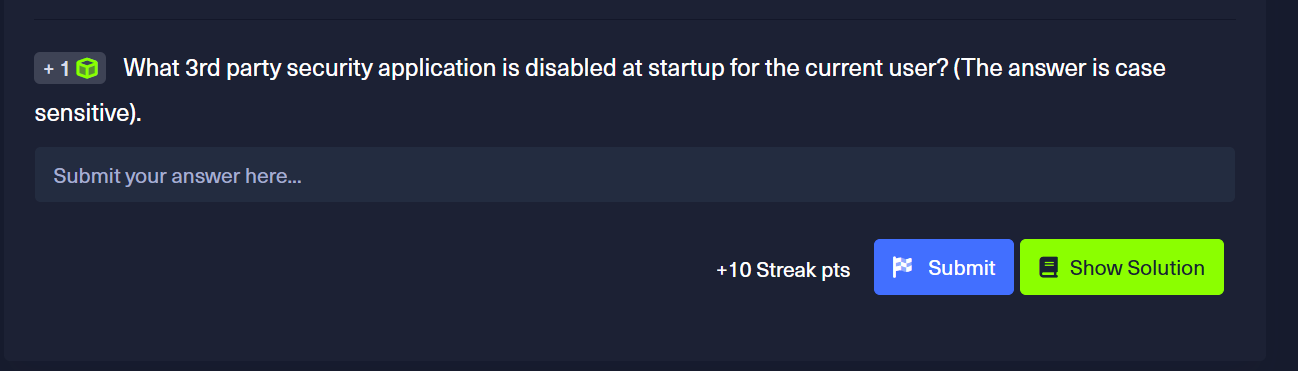 + 1 What 3rd party security application is disabled at startup for the current user? (The answer is case
sensitive).
Submit your answer here...
+10 Streak pts Submit Show Solution